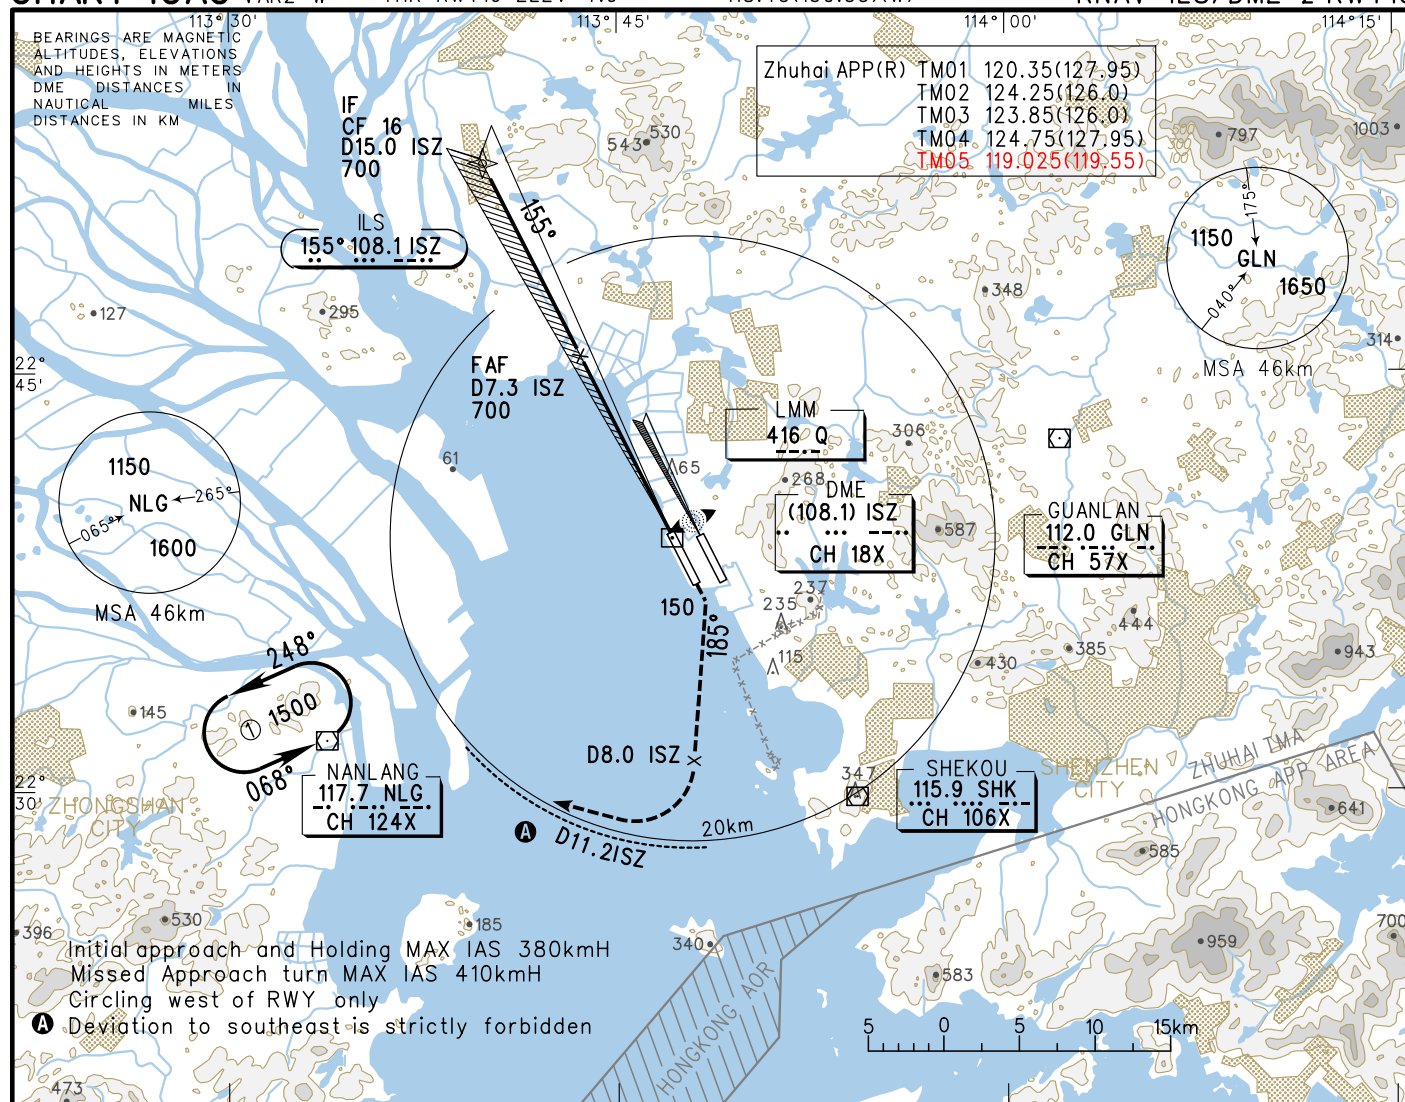 113°30'
113°45'
114°00'
114°15'
BEARINGS ARE MAGNETIC
ALTITUDES, ELEVATIONS
AND HEIGHTS IN METERS
DME DISTANCES IN
NAUTICAL MILES
DISTANCES IN KM
IF
CF 16
D15.0 ISZ
700
Zhuhai APP(R) TM01 120.35(127.95)
TM02 124.25(126.0)
TM03 123.85(126.0)
TM04 124.75(127.95)
TM05 119.025(119.55)
543
530
797
1003
500
300
100
155°
ILS
155° 108.1 ISZ
175°
1150
GLN
1650
040°
MSA 46km
348
314
127
295
22°
45'
FAF
D7.3 ISZ
700
LMM
416 Q
306
61
65
268
1150
NLG
265°
065°
1600
MSA 46km
DME
(108.1) ISZ
CH 18X
587
GUANLAN
112.0 GLN
CH 57X
150
185°
237
235
115
444
385
430
943
248°
1500
1
068°
145
D8.0 ISZ
NANLANG
117.7 NLG
CH 124X
347
SHEKOU
115.9 SHK
CH 106X
SHENZHEN
CITY
ZHUHAI TMA
HONGKONG APP AREA
22°
30'
ZHONGSHAN
CITY
A
D11.2ISZ
20km
641
585
530
396
185
340
959
700
583
Initial approach and Holding MAX IAS 380kmH
Missed Approach turn MAX IAS 410kmH
Circling west of RWY only
A Deviation to southeast is strictly forbidden
HONGKONG AOR
5 0 5 10 15km
473